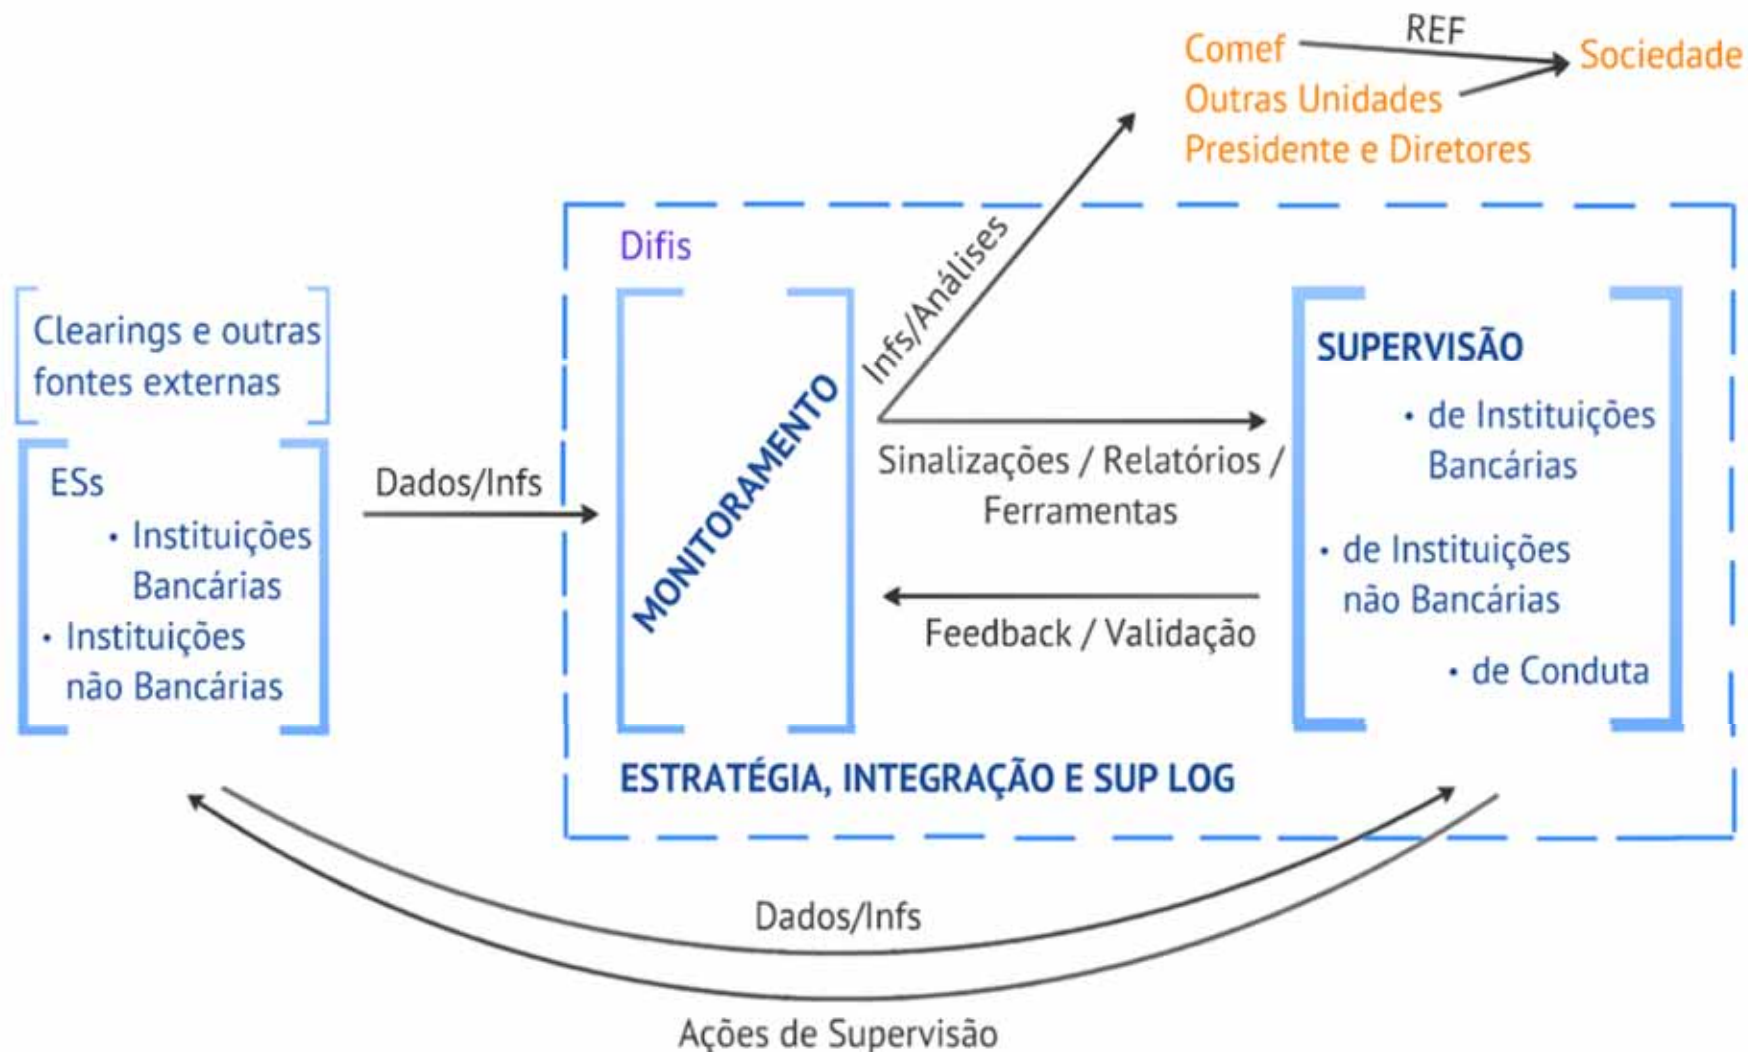 REF
Comef
Sociedade
Outras Unidades
Presidente e Diretores
Difis
Infs/Análises
Clearings e outras
fontes externas
ESs
• Instituições
Bancárias
• Instituições
não Bancárias
Dados/Infs
MONITORAMENTO
Sinalizações / Relatórios /
Ferramentas
Feedback / Validação
SUPERVISÃO
• de Instituições
Bancárias
• de Instituições
não Bancárias
• de Conduta
ESTRATÉGIA, INTEGRAÇÃO E SUP LOG
Dados/Infs
Ações de Supervisão